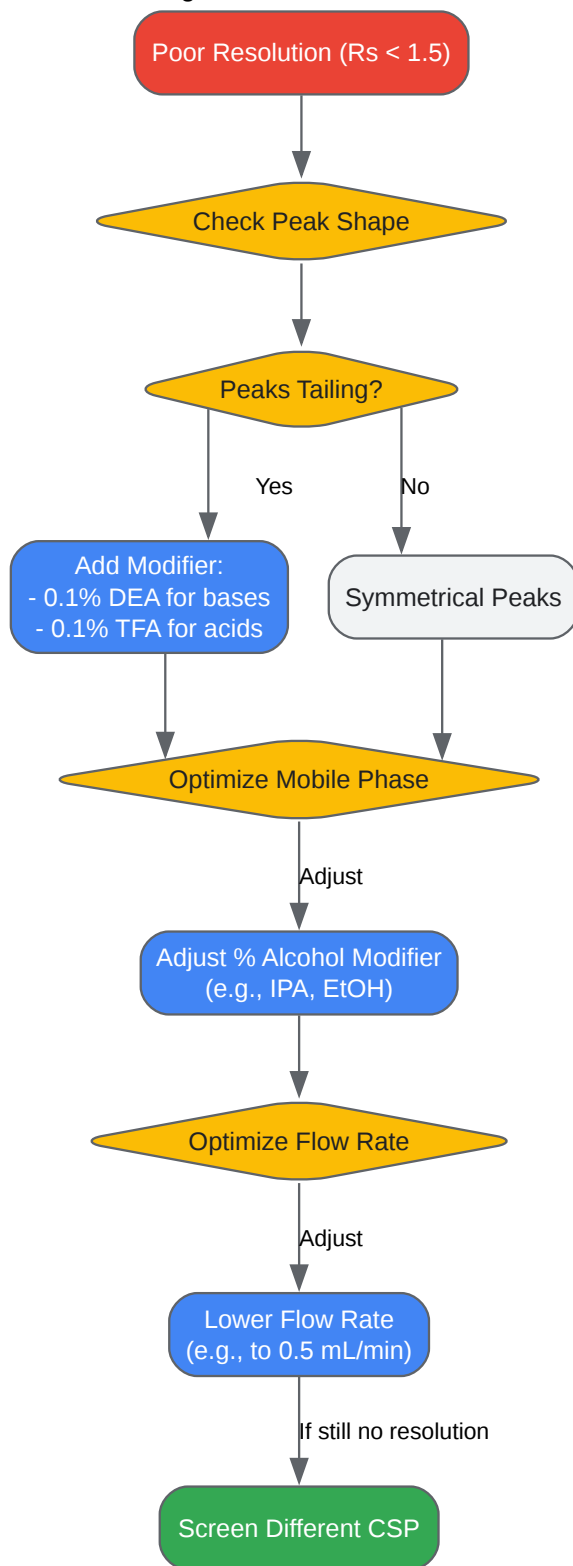 Poor Resolution (Rs < 1.5)
Check Peak Shape
Peaks Tailing?
Yes
No
Add Modifier:
- 0.1% DEA for bases
- 0.1% TFA for acids
Symmetrical Peaks
Optimize Mobile Phase
Adjust
Adjust % Alcohol Modifier
(e.g., IPA, EtOH)
Optimize Flow Rate
Adjust
Lower Flow Rate
(e.g., to 0.5 mL/min)
If still no resolution
Screen Different CSP